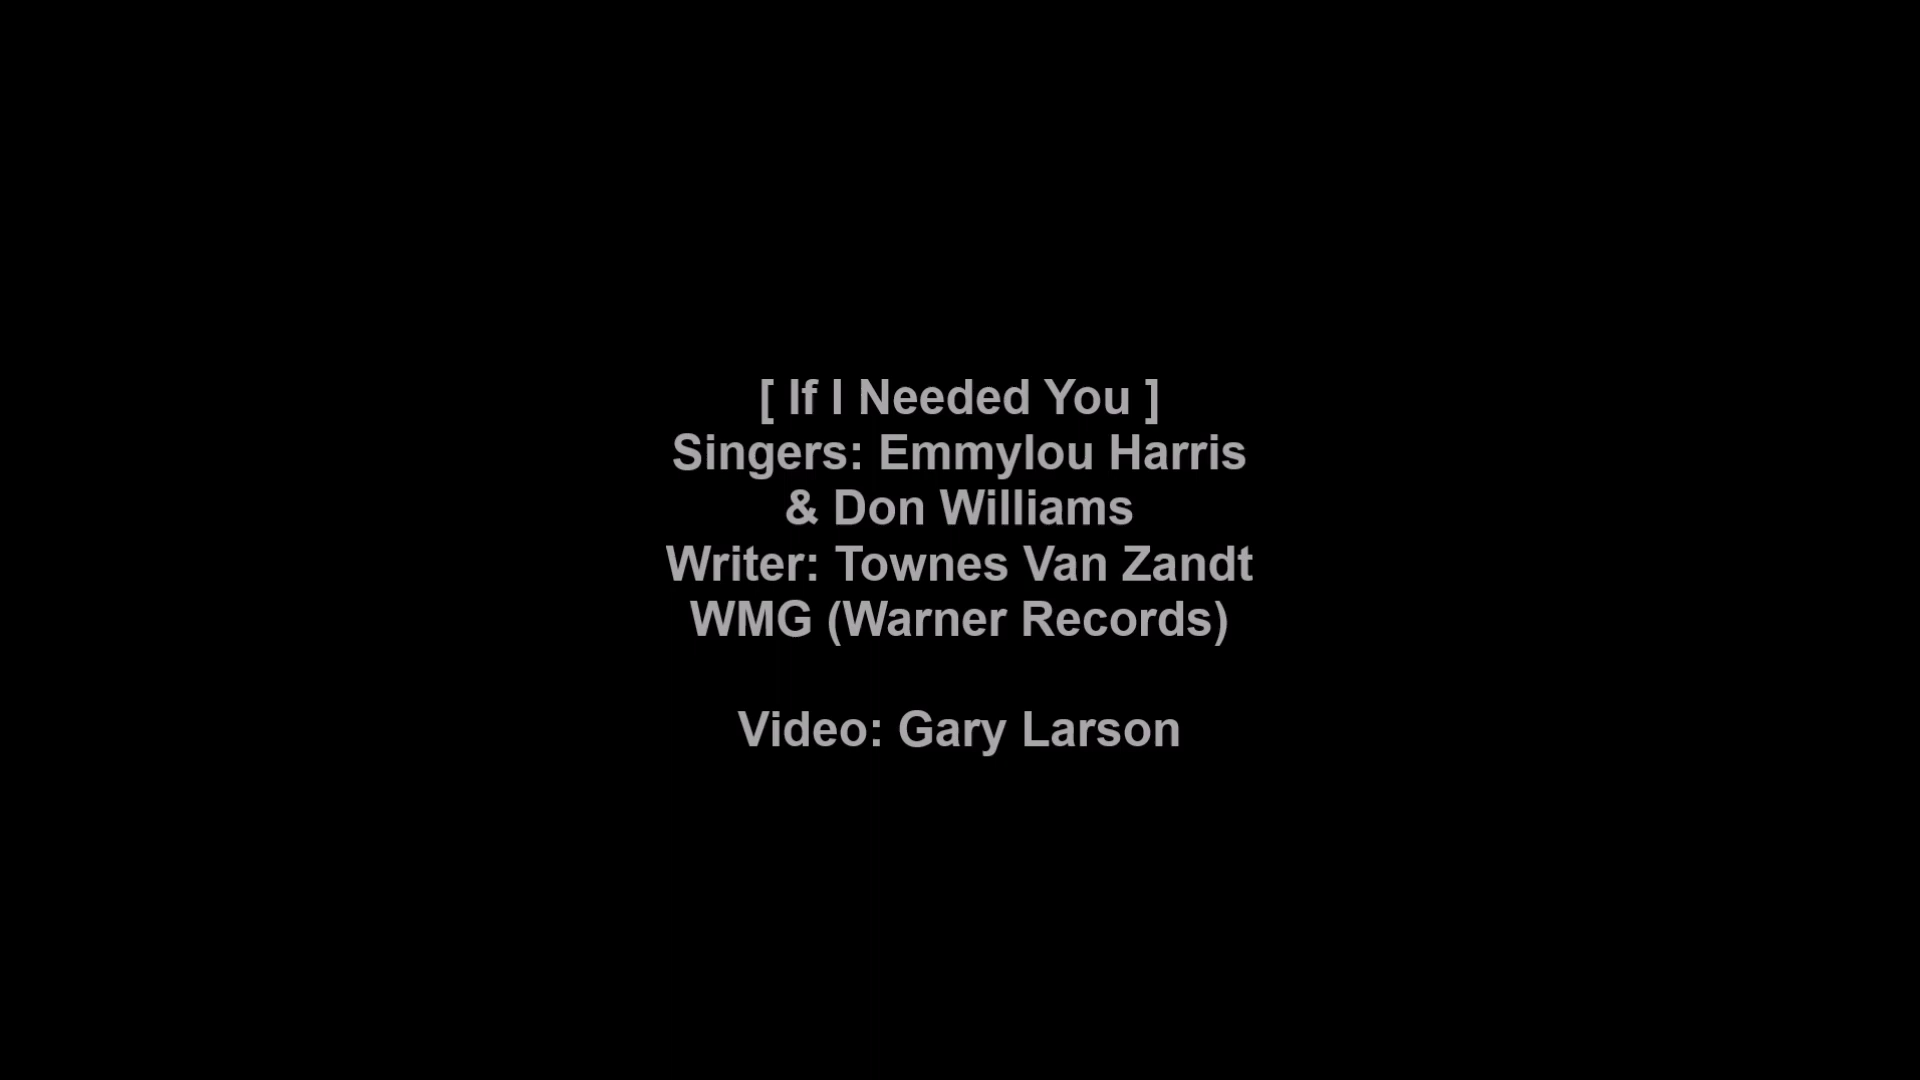 [ If I Needed You ]
Singers: Emmylou Harris
& Don Williams
Writer: Townes Van Zandt
WMG (Warner Records)
Video: Gary Larson